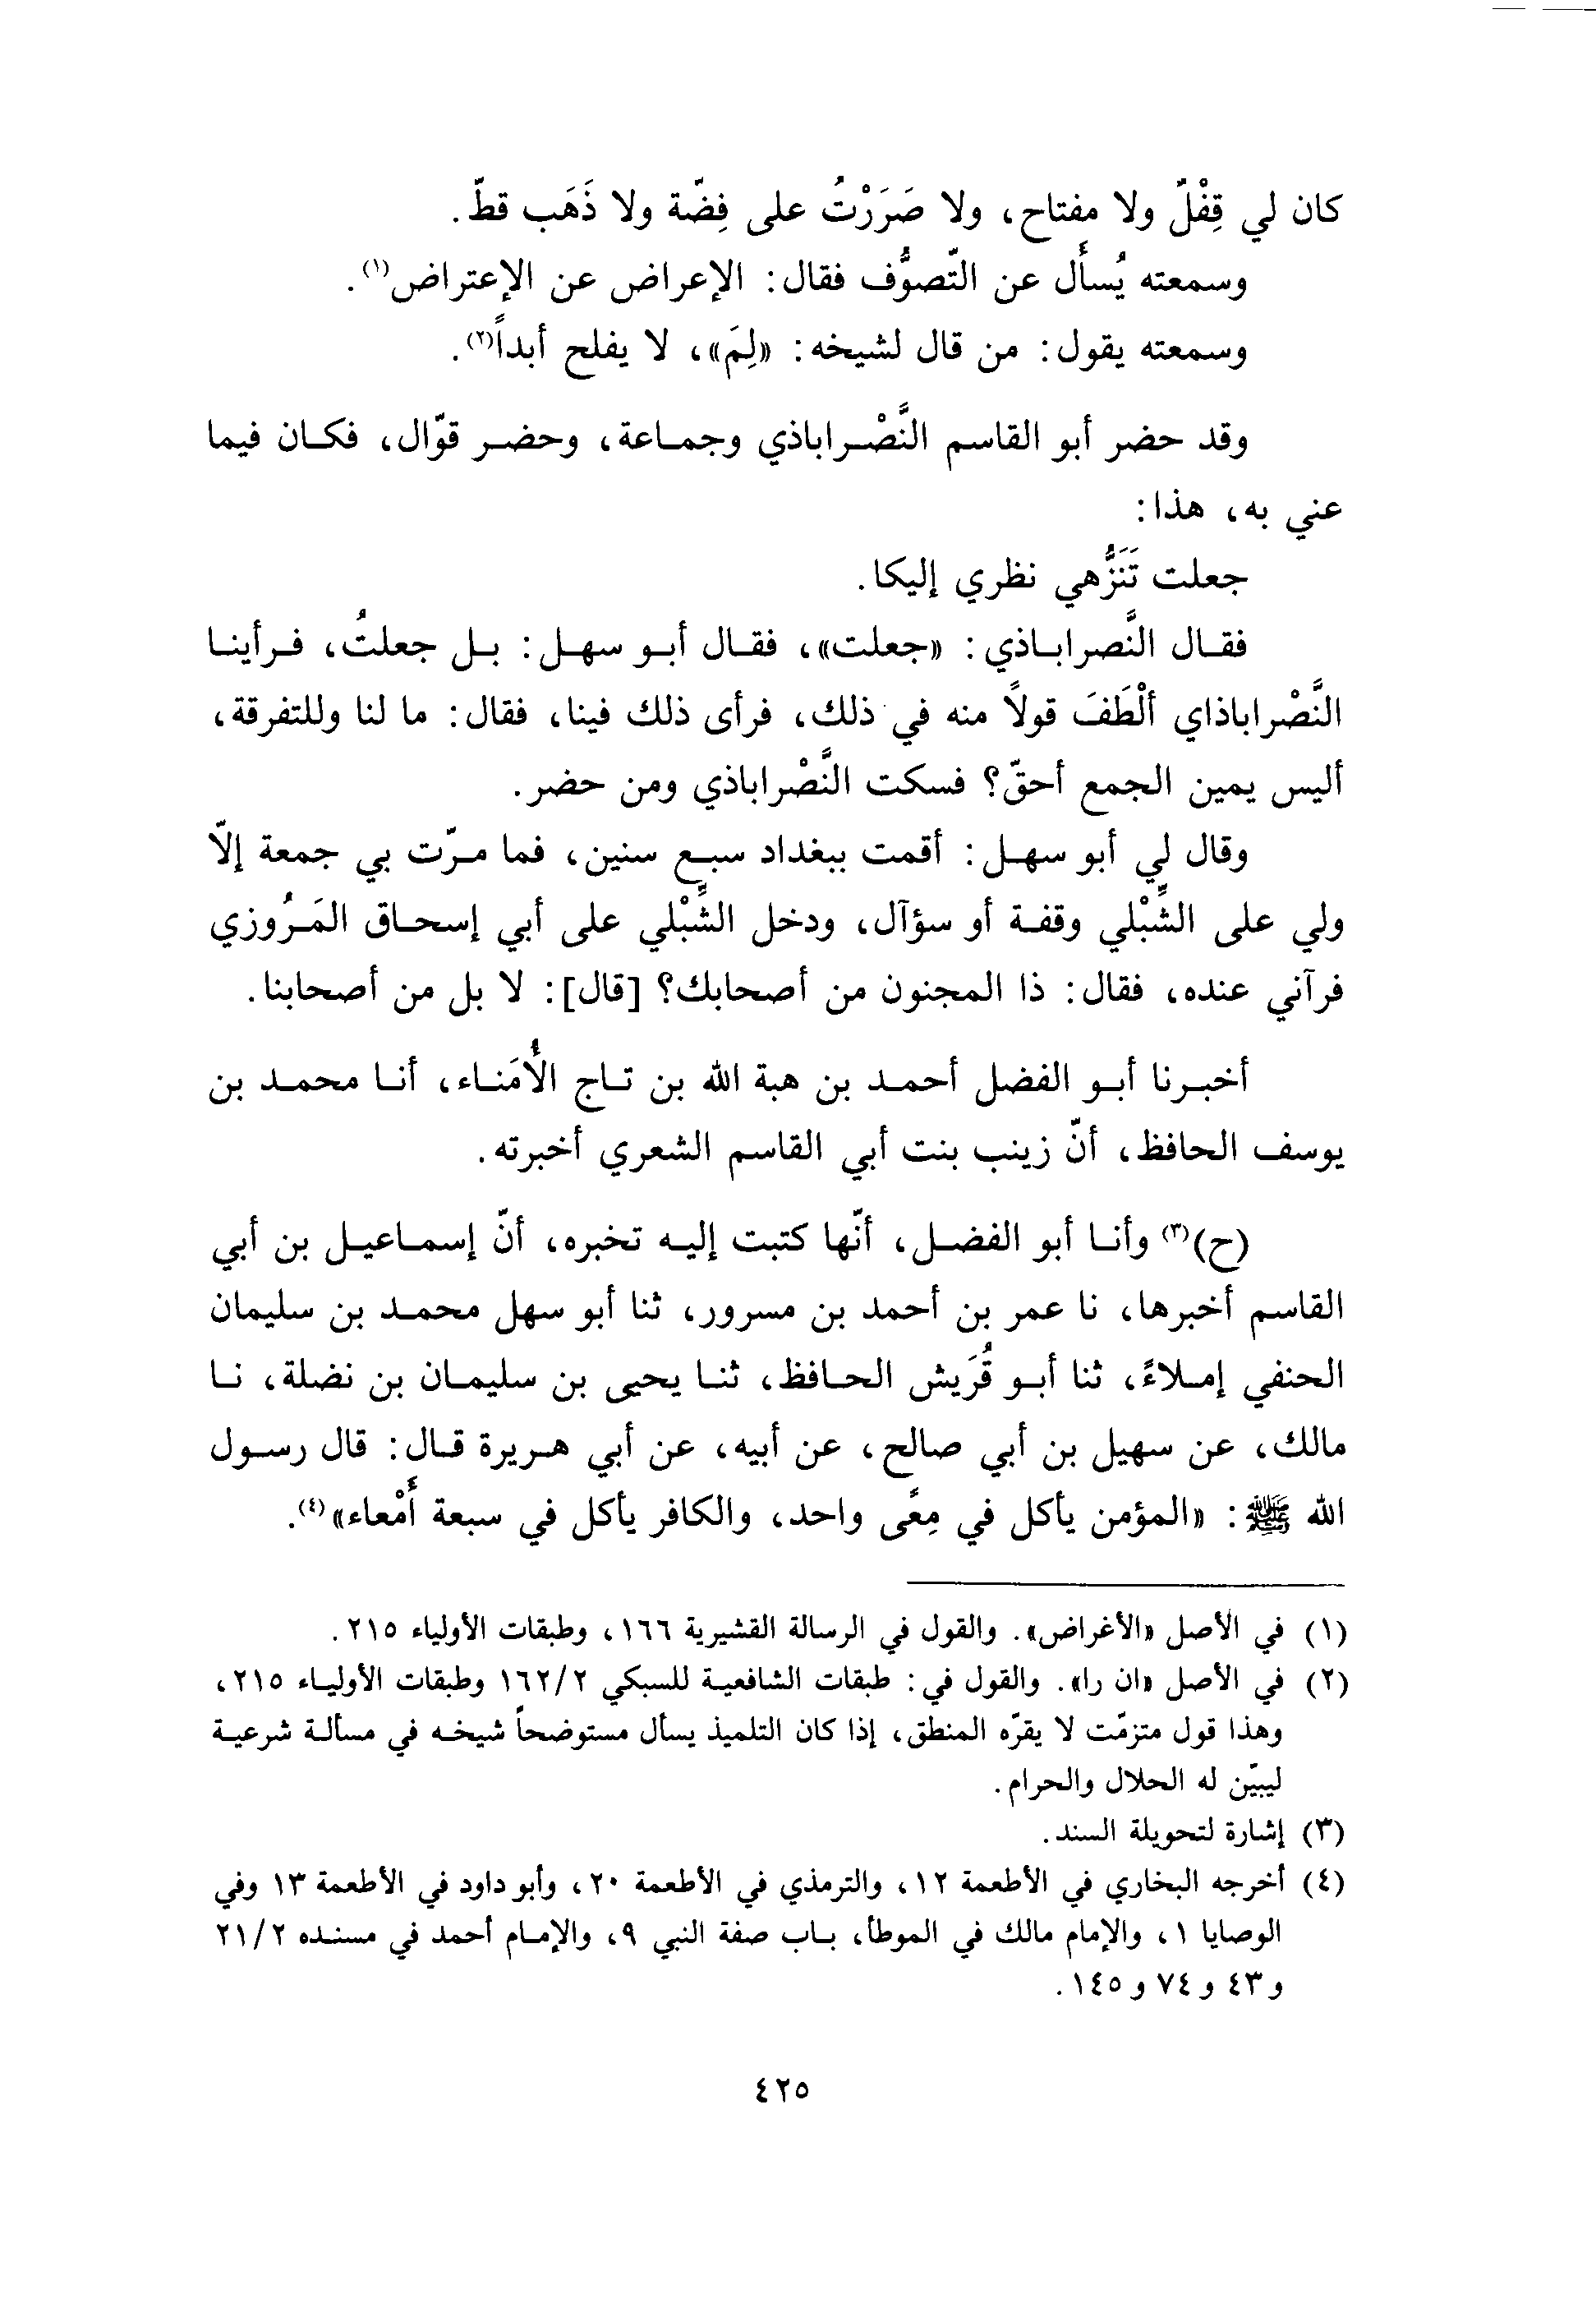 كان لي قِفْلٌ ولا مفتاح، ولا صَرَرْتُ على فِضّة ولا ذَهَب قطّ.
وسمعته يُسأَل عن التّصوُّف فقال: الإعراض عن الإعتراض(١).
وسمعته يقول: من قال لشيخه: «لِمَ»، لا يفلح أبداً(٢).
وقد حضر أبو القاسم النَّصْراباذي وجماعة، وحضر قوّال، فكان فيما
عني به، هذا:
جعلت تَنَزُّهي نظري إليكا.
فقال النَّصراباذي: «جعلت»، فقال أبو سهل: بل جعلتُ، فرأينا
النَّصْراباذاي ألْطَفَ قولاً منه في ذلك، فرأى ذلك فينا، فقال: ما لنا وللتفرقة،
أليس يمين الجمع أحقّ؟ فسكت النَّصْراباذي ومن حضر.
وقال لي أبو سهل: أقمت ببغداد سبع سنين، فما مرّت بي جمعة إلاّ
ولي على الشِّبْلي وقفة أو سؤآل، ودخل الشِّبْلي على أبي إسحاق المَرُوزي
فرآني عنده، فقال: ذا المجنون من أصحابك؟ [قال]: لا بل من أصحابنا.
أخبرنا أبو الفضل أحمد بن هبة الله بن تاج الأُمَناء، أنا محمد بن
يوسف الحافظ، أنّ زينب بنت أبي القاسم الشعري أخبرته.
(ح)(٣) وأنا أبو الفضل، أنّها كتبت إليه تخبره، أنّ إسماعيل بن أبي
القاسم أخبرها، نا عمر بن أحمد بن مسرور، ثنا أبو سهل محمد بن سليمان
الحنفي إملاءً، ثنا أبو قُرَيش الحافظ، ثنا يحيى بن سليمان بن نضلة، نا
مالك، عن سهيل بن أبي صالح، عن أبيه، عن أبي هريرة قال: قال رسول
الله ﷺ: «المؤمن يأكل في مِعًى واحد، والكافر يأكل في سبعة أَمْعاء»(٤).
(١) في الأصل «الأغراض». والقول في الرسالة القشيرية ١٦٦، وطبقات الأولياء ٢١٥.
(٢) في الأصل «ان را». والقول في: طبقات الشافعية للسبكي ١٦٢/٢ وطبقات الأولياء ٢١٥،
وهذا قول متزمّت لا يقرّه المنطق، إذا كان التلميذ يسأل مستوضحاً شيخه في مسألة شرعية
ليبيّن له الحلال والحرام.
(٣) إشارة لتحويلة السند.
(٤) أخرجه البخاري في الأطعمة ١٢، والترمذي في الأطعمة ٢٠، وأبو داود في الأطعمة ١٣ وفي
الوصايا ١، والإمام مالك في الموطأ، باب صفة النبي ٩، والإمام أحمد في مسنده ٢١/٢
و ٤٣ و ٧٤ و ١٤٥.
٤٢٥